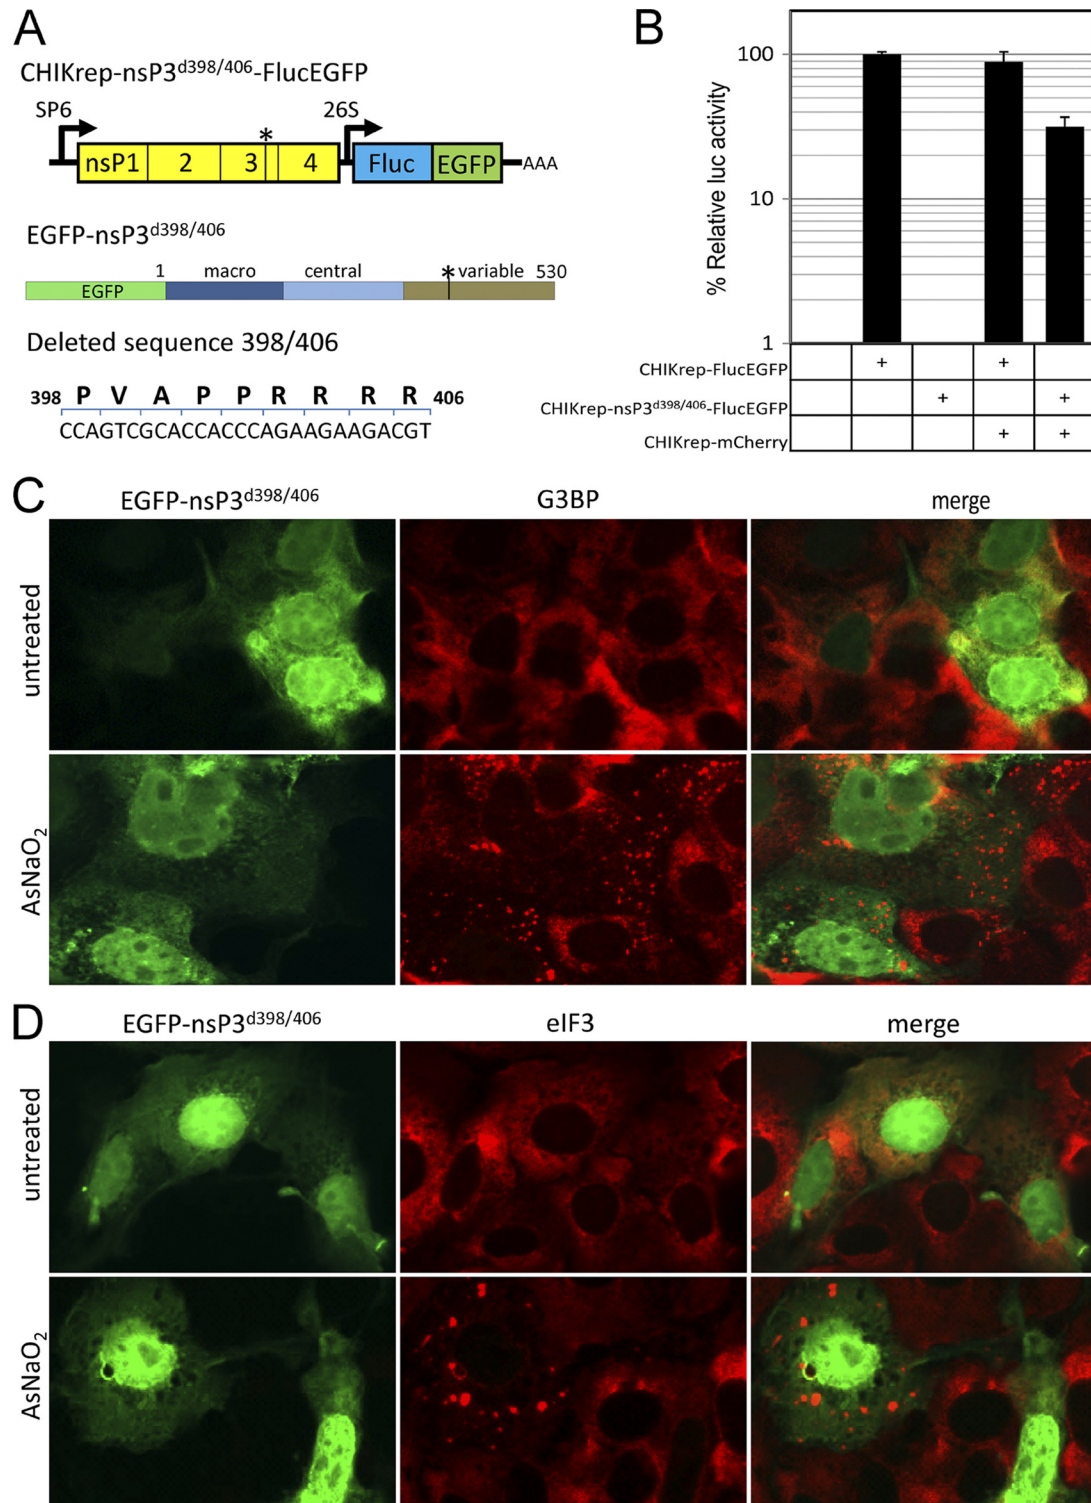 A
CHIKrep-nsP3d398/406-FlucEGFP
SP6
26S
*
nsP1 2 3 4 Fluc EGFP AAA
EGFP-nsP3d398/406
1 macro central * variable 530
EGFP
Deleted sequence 398/406
398 P V A P P R R R R 406
CCAGTCGCACCACCCAGAAGAAGACGT
B
% Relative luc activity
100
10
1
CHIKrep-FlucEGFP + +
CHIKrep-nsP3d398/406-FlucEGFP + +
CHIKrep-mCherry + +
C
EGFP-nsP3d398/406 G3BP merge
untreated
AsNaO2
D
EGFP-nsP3d398/406 eIF3 merge
untreated
AsNaO2